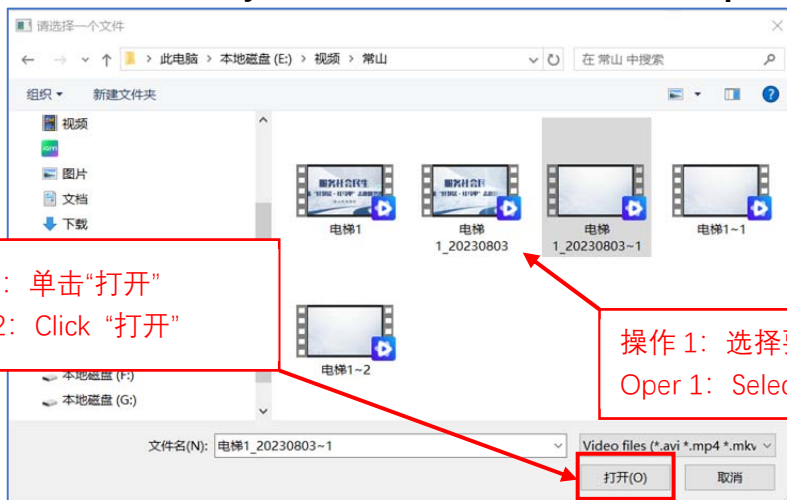 请选择一个文件
此电脑 > 本地磁盘 (E:) > 视频 > 常山
在 常山 中搜索
组织 新建文件夹
视频
图片
文档
下载
电梯1
电梯
1_20230803
电梯
1_20230803~1
电梯1~1
：单击“打开”
2：Click “打开”
电梯1~2
操作 1：选择
Oper 1：Selec
本地磁盘 (F:)
本地磁盘 (G:)
文件名(N): 电梯1_20230803~1
Video files (*.avi *.mp4 *.mkv
打开(O) 取消